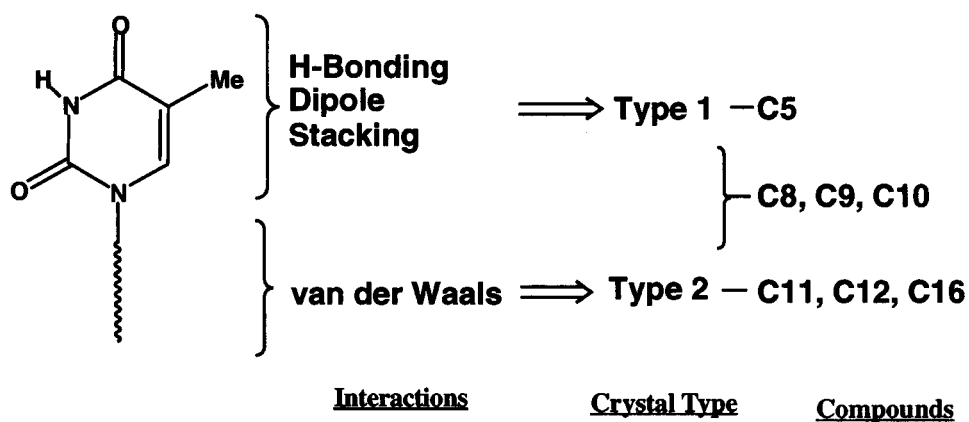 O
H
N
Me
O
N
H-Bonding
Dipole
Stacking
Type 1 – C5
C8, C9, C10
van der Waals
Type 2 – C11, C12, C16
Interactions
Crystal Type
Compounds